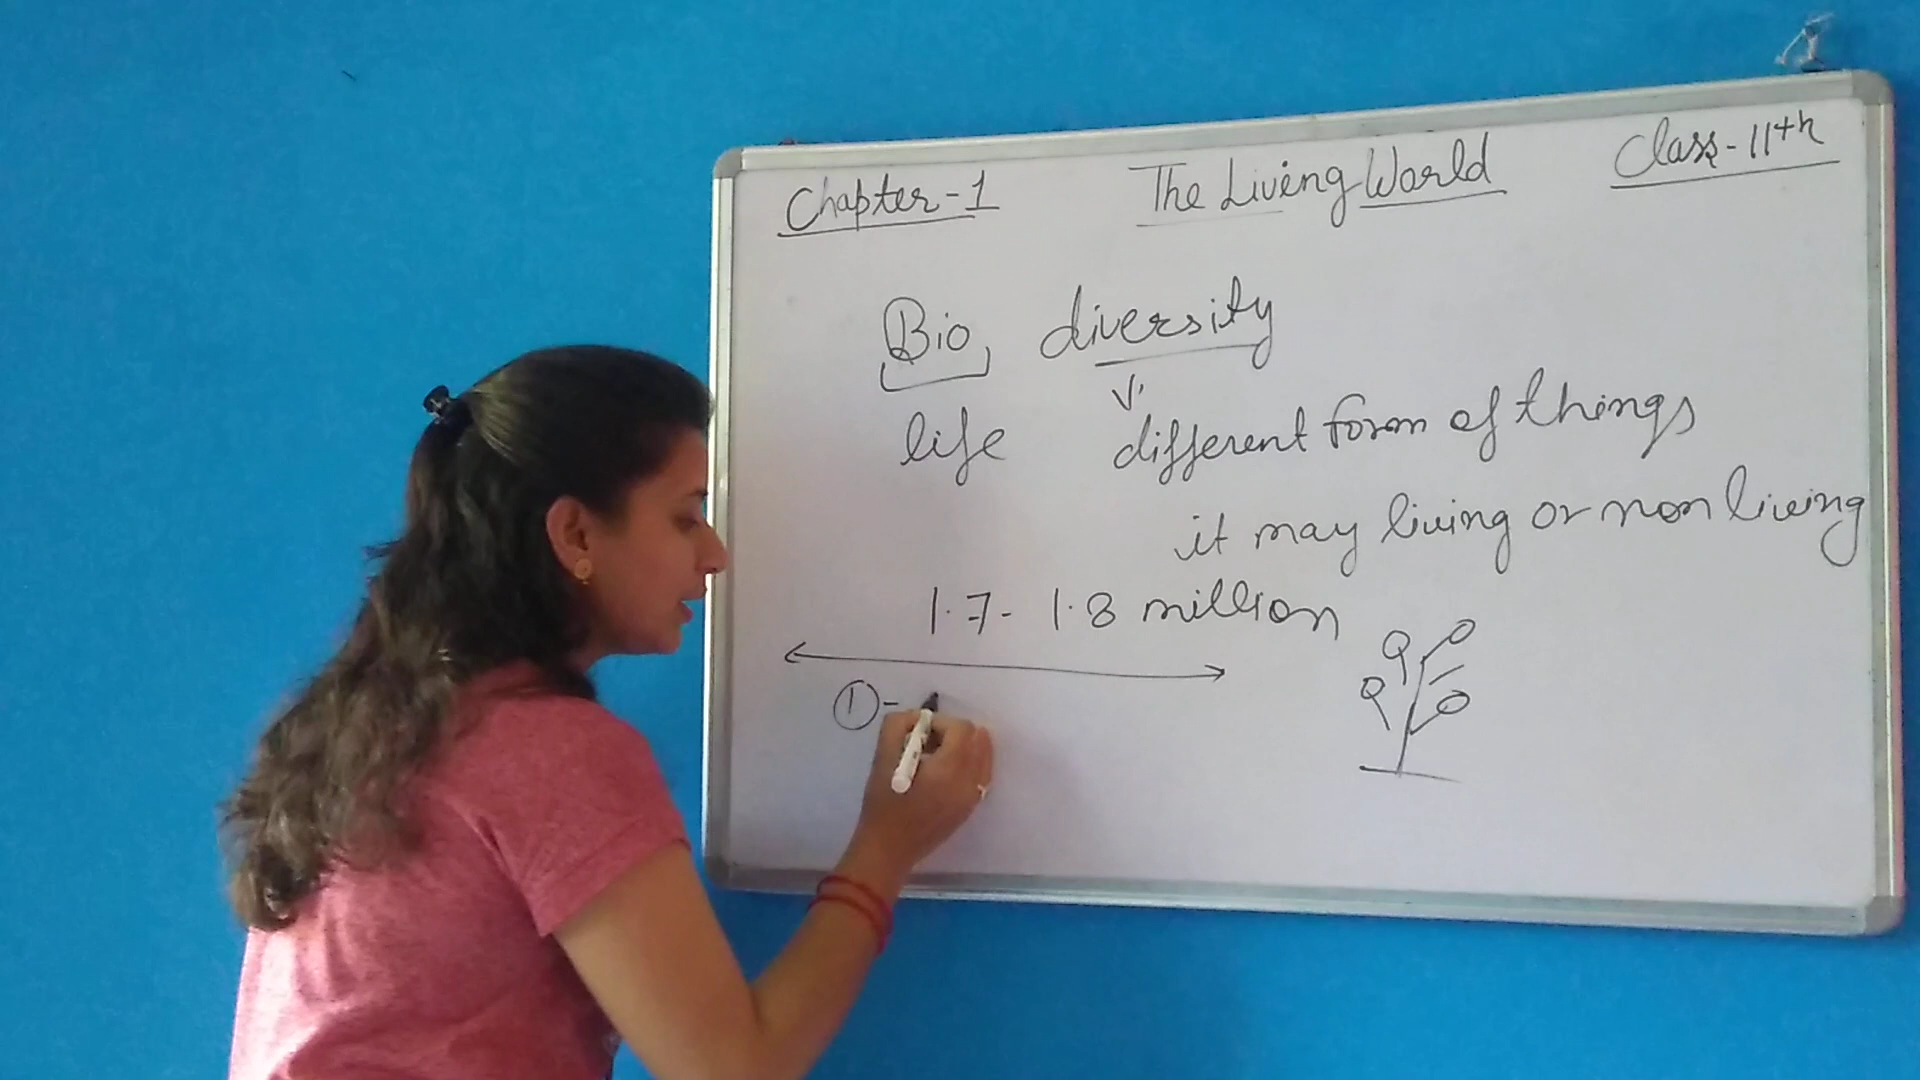 Chapter-1 The Living World Class-11th
Bio diversity
life different form of things
it may living or non living
1.7- 1.8 million
①-